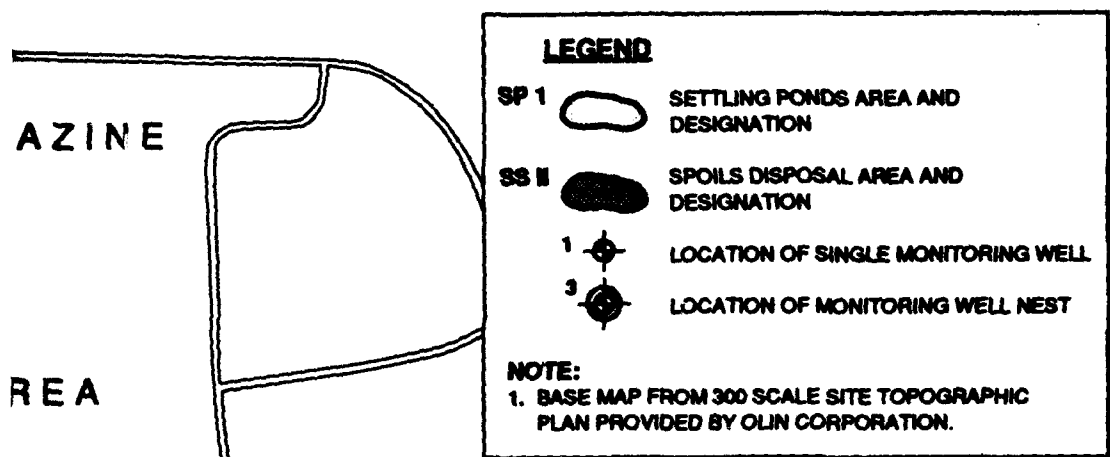 AZINE
REA
LEGEND
SP 1
SETTLING PONDS AREA AND
DESIGNATION
SS II
SPOILS DISPOSAL AREA AND
DESIGNATION
1
LOCATION OF SINGLE MONITORING WELL
3
LOCATION OF MONITORING WELL NEST
NOTE:
1. BASE MAP FROM 300 SCALE SITE TOPOGRAPHIC
PLAN PROVIDED BY OLIN CORPORATION.